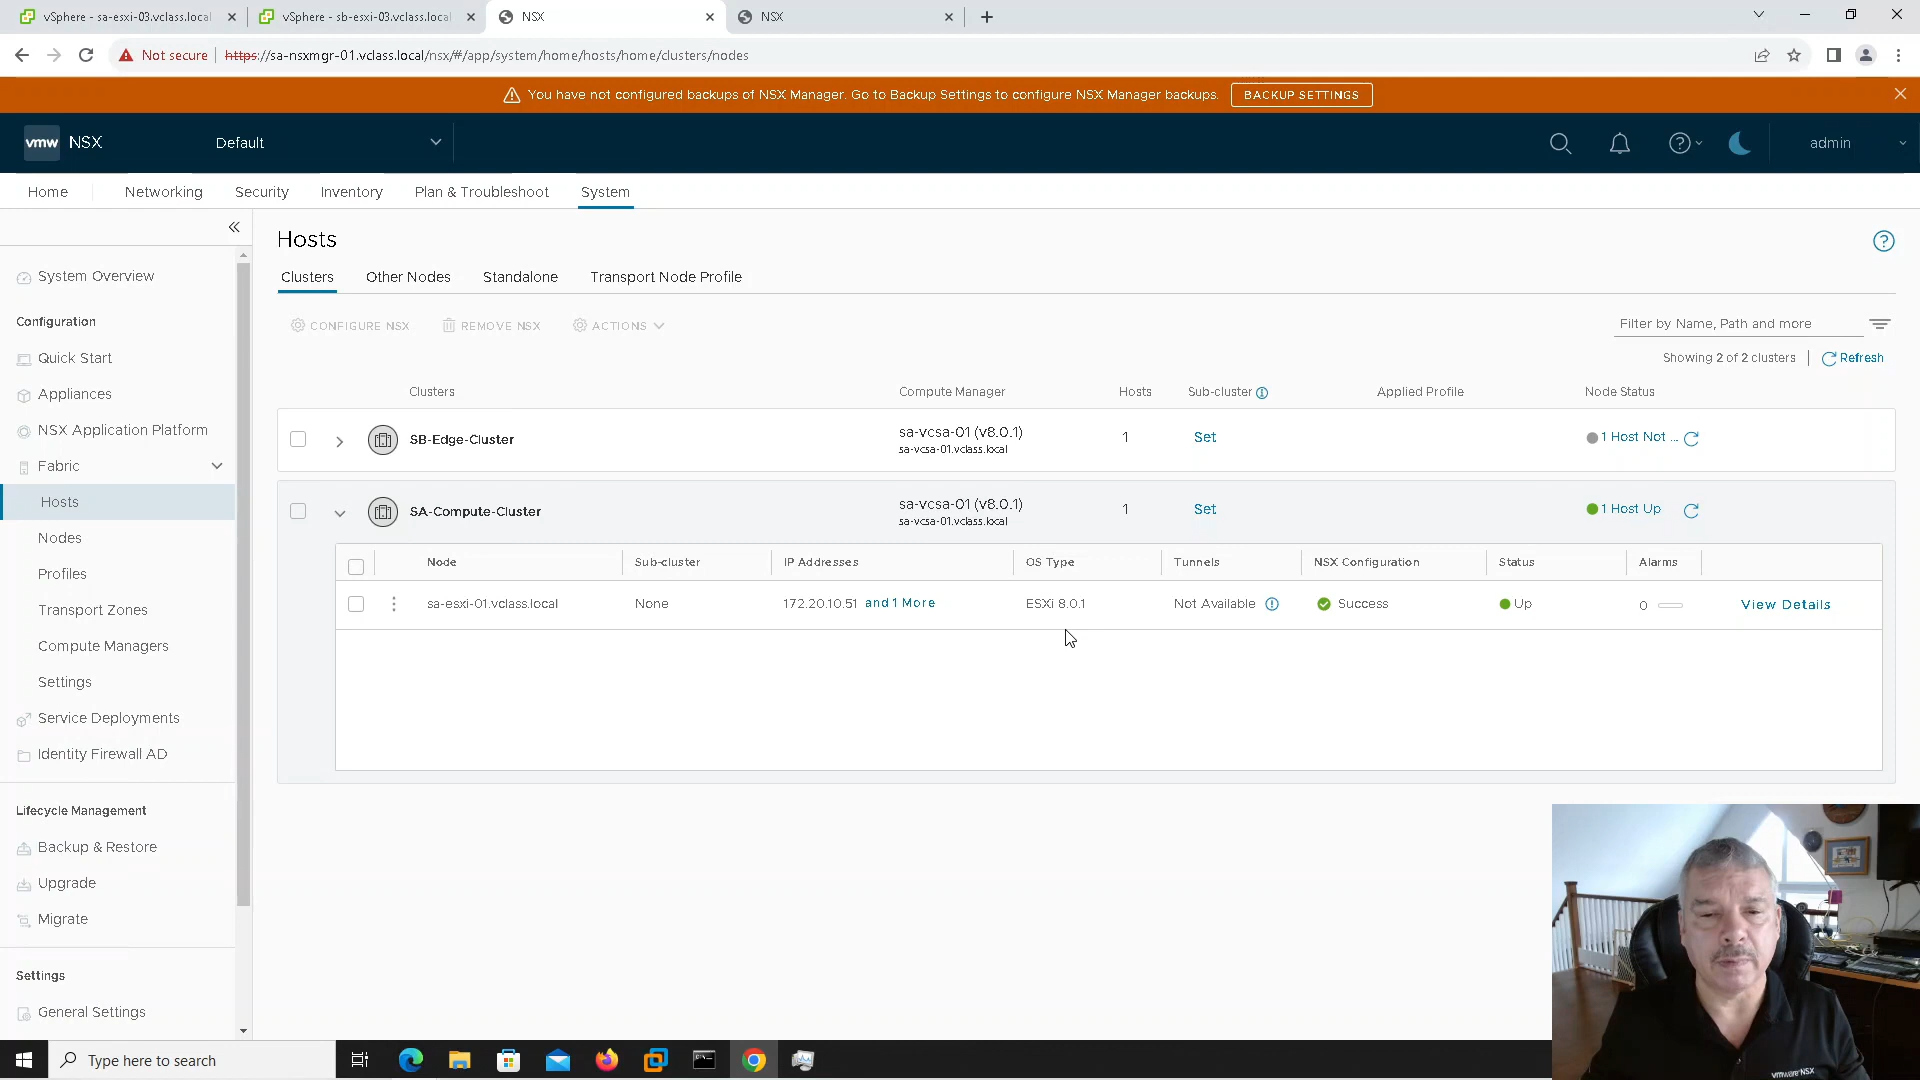 vSphere - sa-esxi-03.vclass.local
vSphere - sb-esxi-03.vclass.local
NSX
NSX
Not secure
https://sa-nsxmgr-01.vclass.local/nsx/#/app/system/home/hosts/home/clusters/nodes
You have not configured backups of NSX Manager. Go to Backup Settings to configure NSX Manager backups.
BACKUP SETTINGS
vmw NSX
Default
admin
Home
Networking
Security
Inventory
Plan & Troubleshoot
System
System Overview
Configuration
Quick Start
Appliances
NSX Application Platform
Fabric
Hosts
Nodes
Profiles
Transport Zones
Compute Managers
Settings
Service Deployments
Identity Firewall AD
Lifecycle Management
Backup & Restore
Upgrade
Migrate
Settings
General Settings
Hosts
Clusters
Other Nodes
Standalone
Transport Node Profile
CONFIGURE NSX
REMOVE NSX
ACTIONS
Filter by Name, Path and more
Showing 2 of 2 clusters
Refresh
Clusters
Compute Manager
Hosts
Sub-cluster
Applied Profile
Node Status
SB-Edge-Cluster
sa-vcsa-01 (v8.0.1)
sa-vcsa-01.vclass.local
1
Set
1 Host Not ...
SA-Compute-Cluster
sa-vcsa-01 (v8.0.1)
sa-vcsa-01.vclass.local
1
Set
1 Host Up
Node
Sub-cluster
IP Addresses
OS Type
Tunnels
NSX Configuration
Status
Alarms
sa-esxi-01.vclass.local
None
172.20.10.51 and 1 More
ESXi 8.0.1
Not Available
Success
Up
0
View Details
Type here to search
vmware NSX